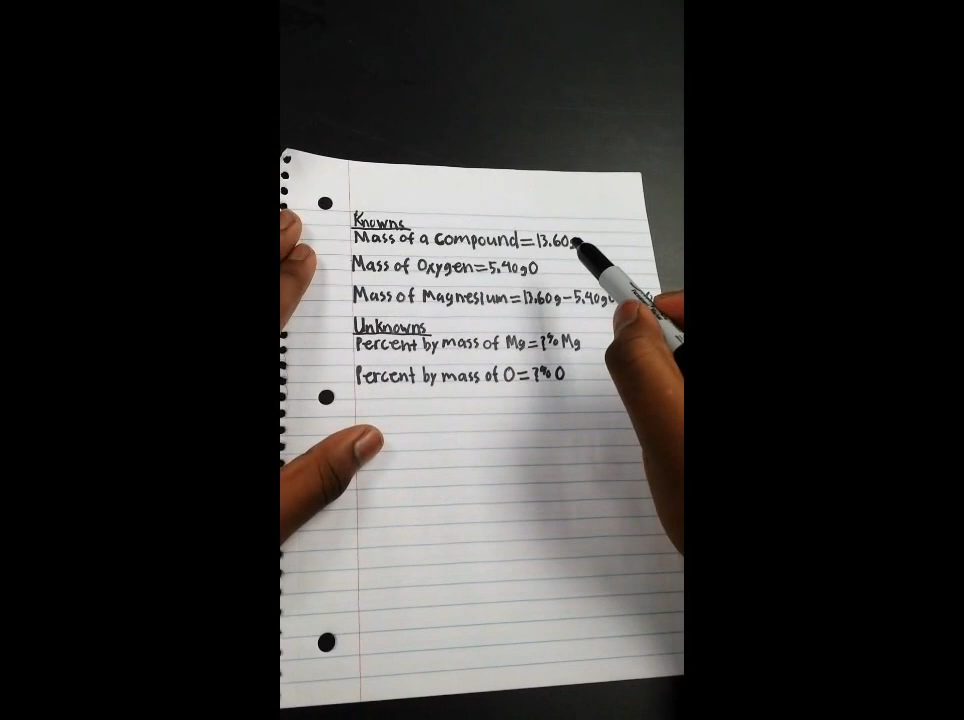 Knowns
Mass of a compound=13.60g
Mass of Oxygen=5.40gO
Mass of Magnesium=13.60g-5.40g
Unknowns
Percent by mass of Mg=?%Mg
Percent by mass of O=?%O